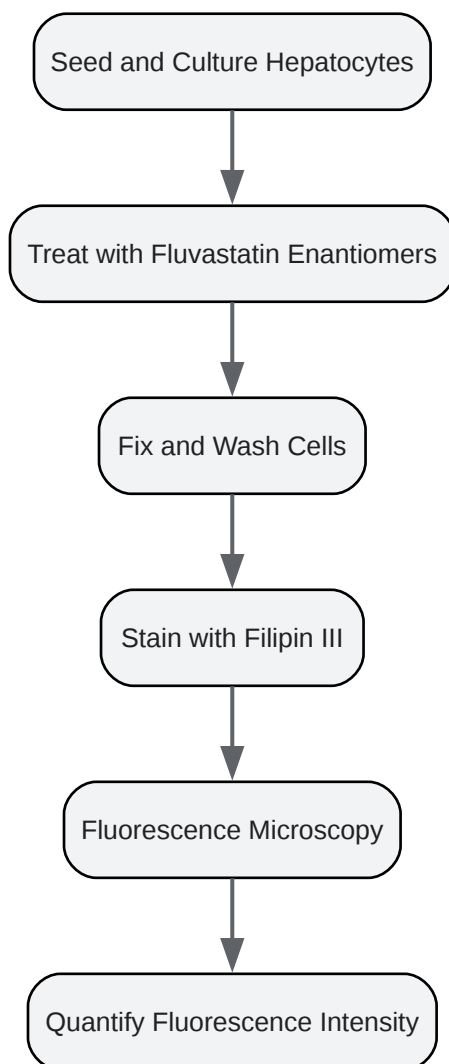 Seed and Culture Hepatocytes
Treat with Fluvastatin Enantiomers
Fix and Wash Cells
Stain with Filipin III
Fluorescence Microscopy
Quantify Fluorescence Intensity